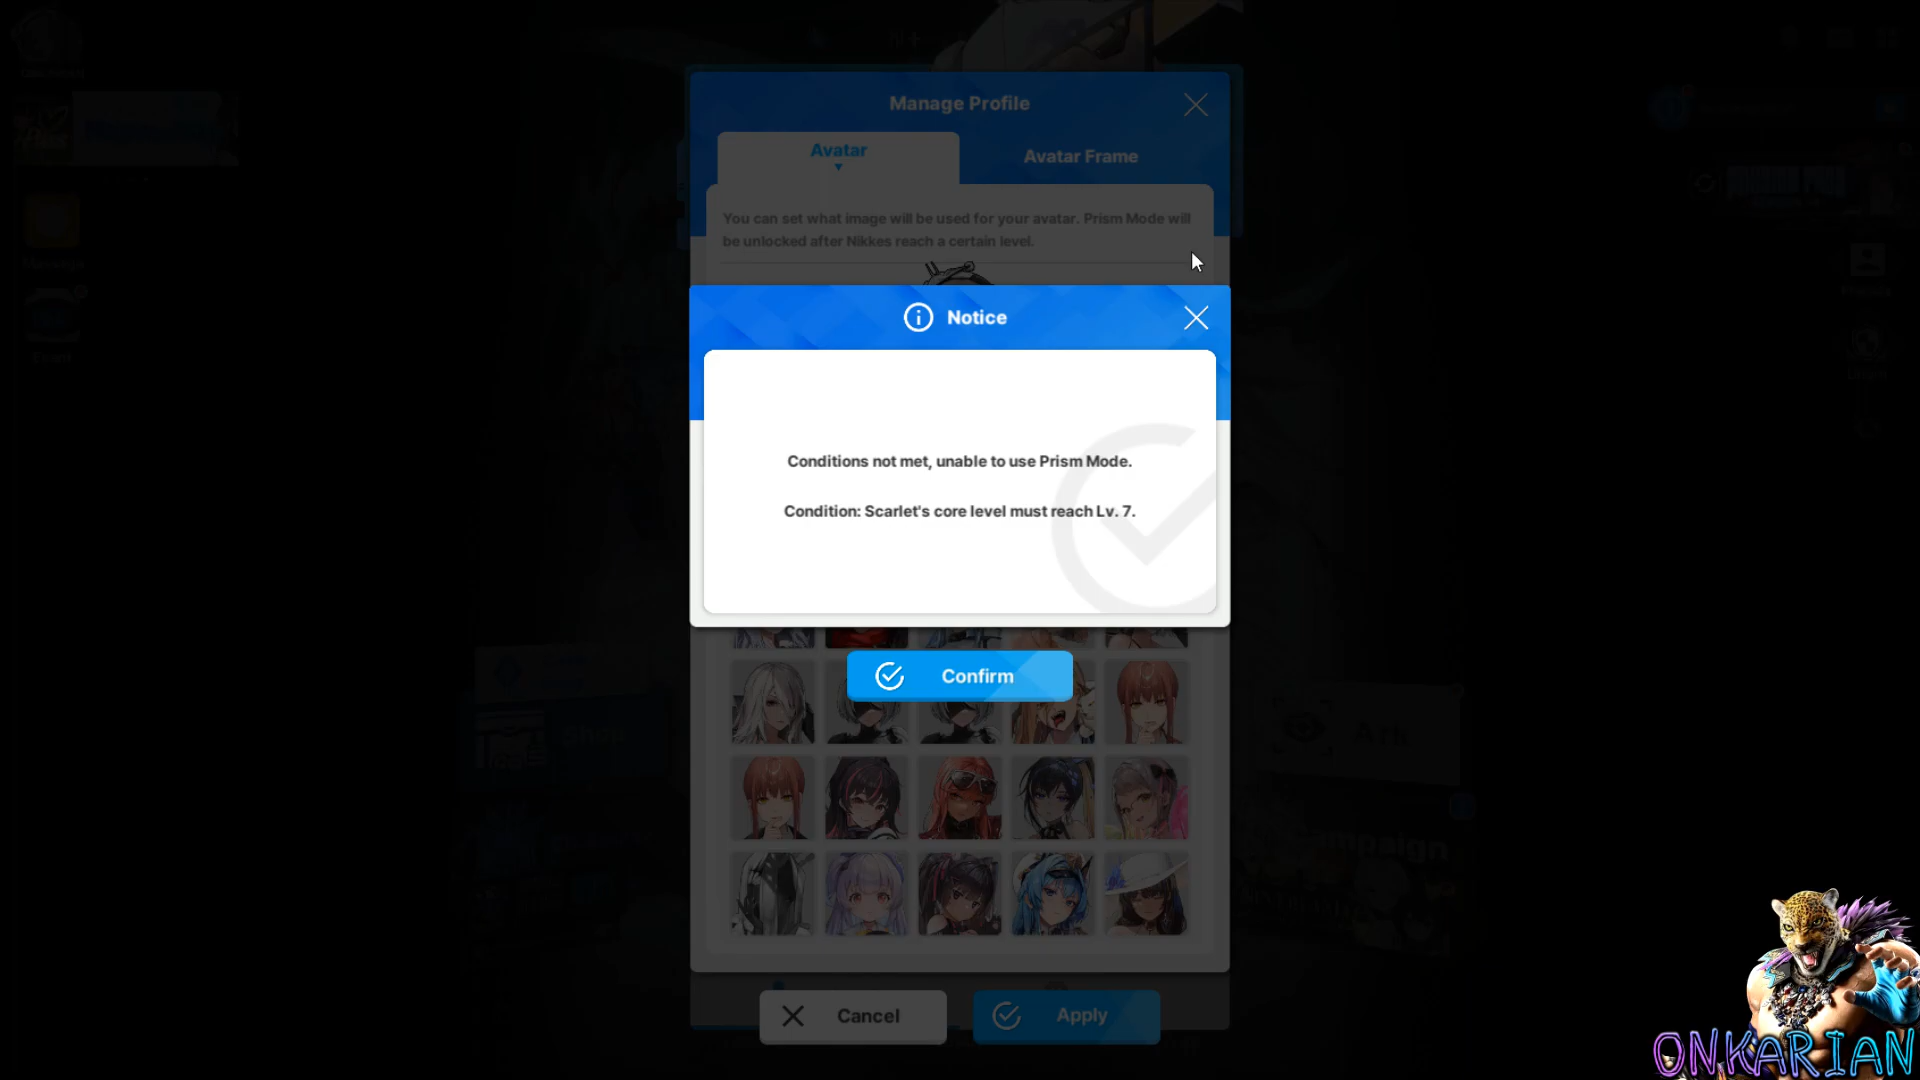 Manage Profile
Avatar
Avatar Frame
You can set what image will be used for your avatar. Prism Mode will
be unlocked after Nikkes reach a certain level.
Notice
Conditions not met, unable to use Prism Mode.
Condition: Scarlet's core level must reach Lv. 7.
Confirm
Shop
Ark
Cancel
Apply
ONKARIAN